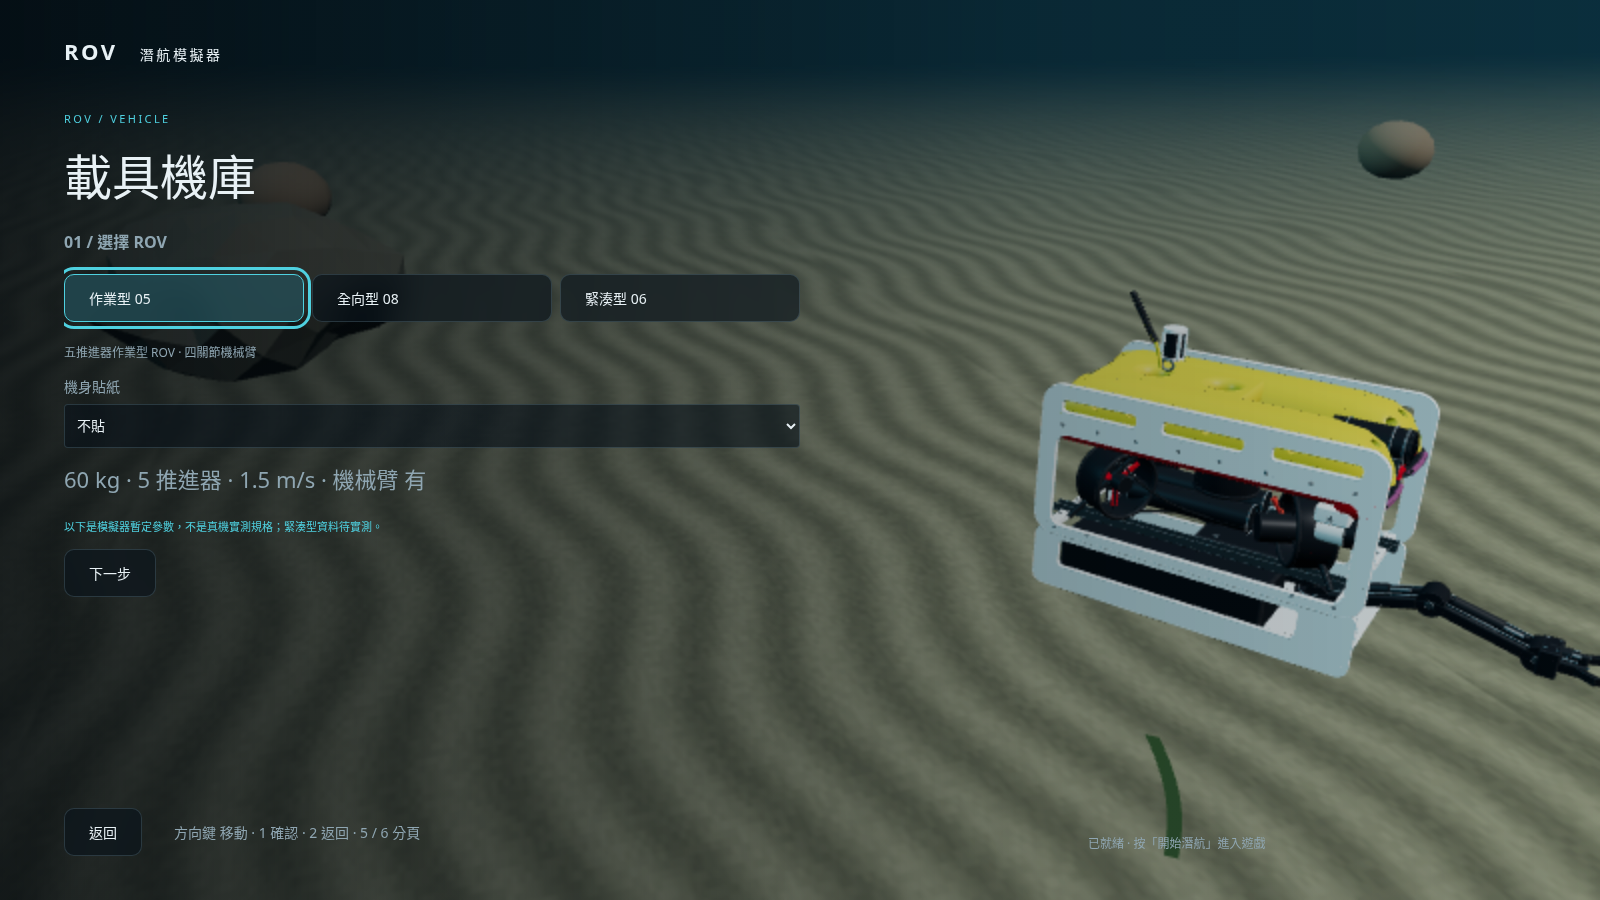 ROV 潛航模擬器
ROV / VEHICLE
載具機庫
01 / 選擇 ROV
作業型 05
全向型 08
緊湊型 06
五推進器作業型 ROV · 四關節機械臂
機身貼紙
不貼
60 kg · 5 推進器 · 1.5 m/s · 機械臂 有
以下是模擬器暫定參數，不是真機實測規格；緊湊型資料待實測。
下一步
返回
方向鍵 移動 · 1 確認 · 2 返回 · 5 / 6 分頁
已就緒 · 按「開始潛航」進入遊戲